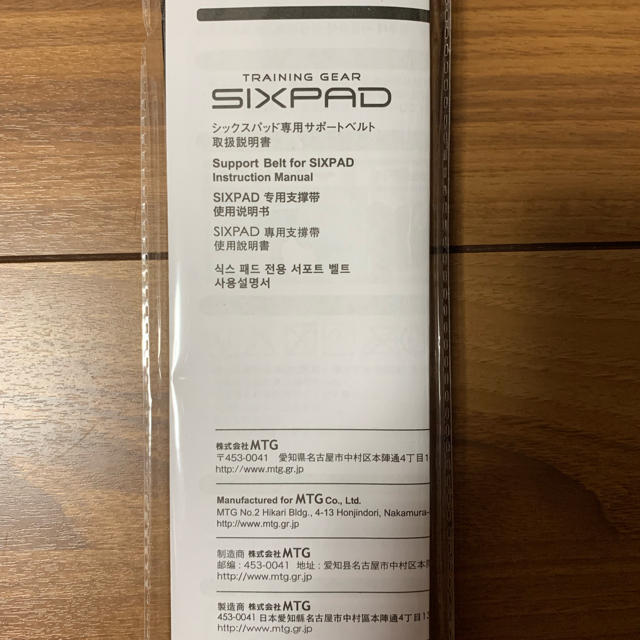 TRAINING GEAR
SIXPAD
シックスパッド専用サポートベルト
取扱説明書
Support Belt for SIXPAD
Instruction Manual
SIXPAD 专用支撑带
使用说明书
SIXPAD 專用支撐帶
使用說明書
식스 패드 전용 서포트 벨트
사용설명서
株式会社MTG
〒453-0041 愛知県名古屋市中村区本陣通4丁目1
http://www.mtg.gr.jp
Manufactured for MTG Co., Ltd.
MTG No.2 Hikari Bldg., 4-13 Honjindori, Nakamura-
http://www.mtg.gr.jp
制造商 株式会社MTG
邮编：453-0041 地址：爱知县名古屋市中村区本阵
http://www.mtg.gr.jp
製造商 株式会社MTG
453-0041 日本愛知縣名古屋市中村區本陣通4丁目13
http://www.mtg.gr.jp